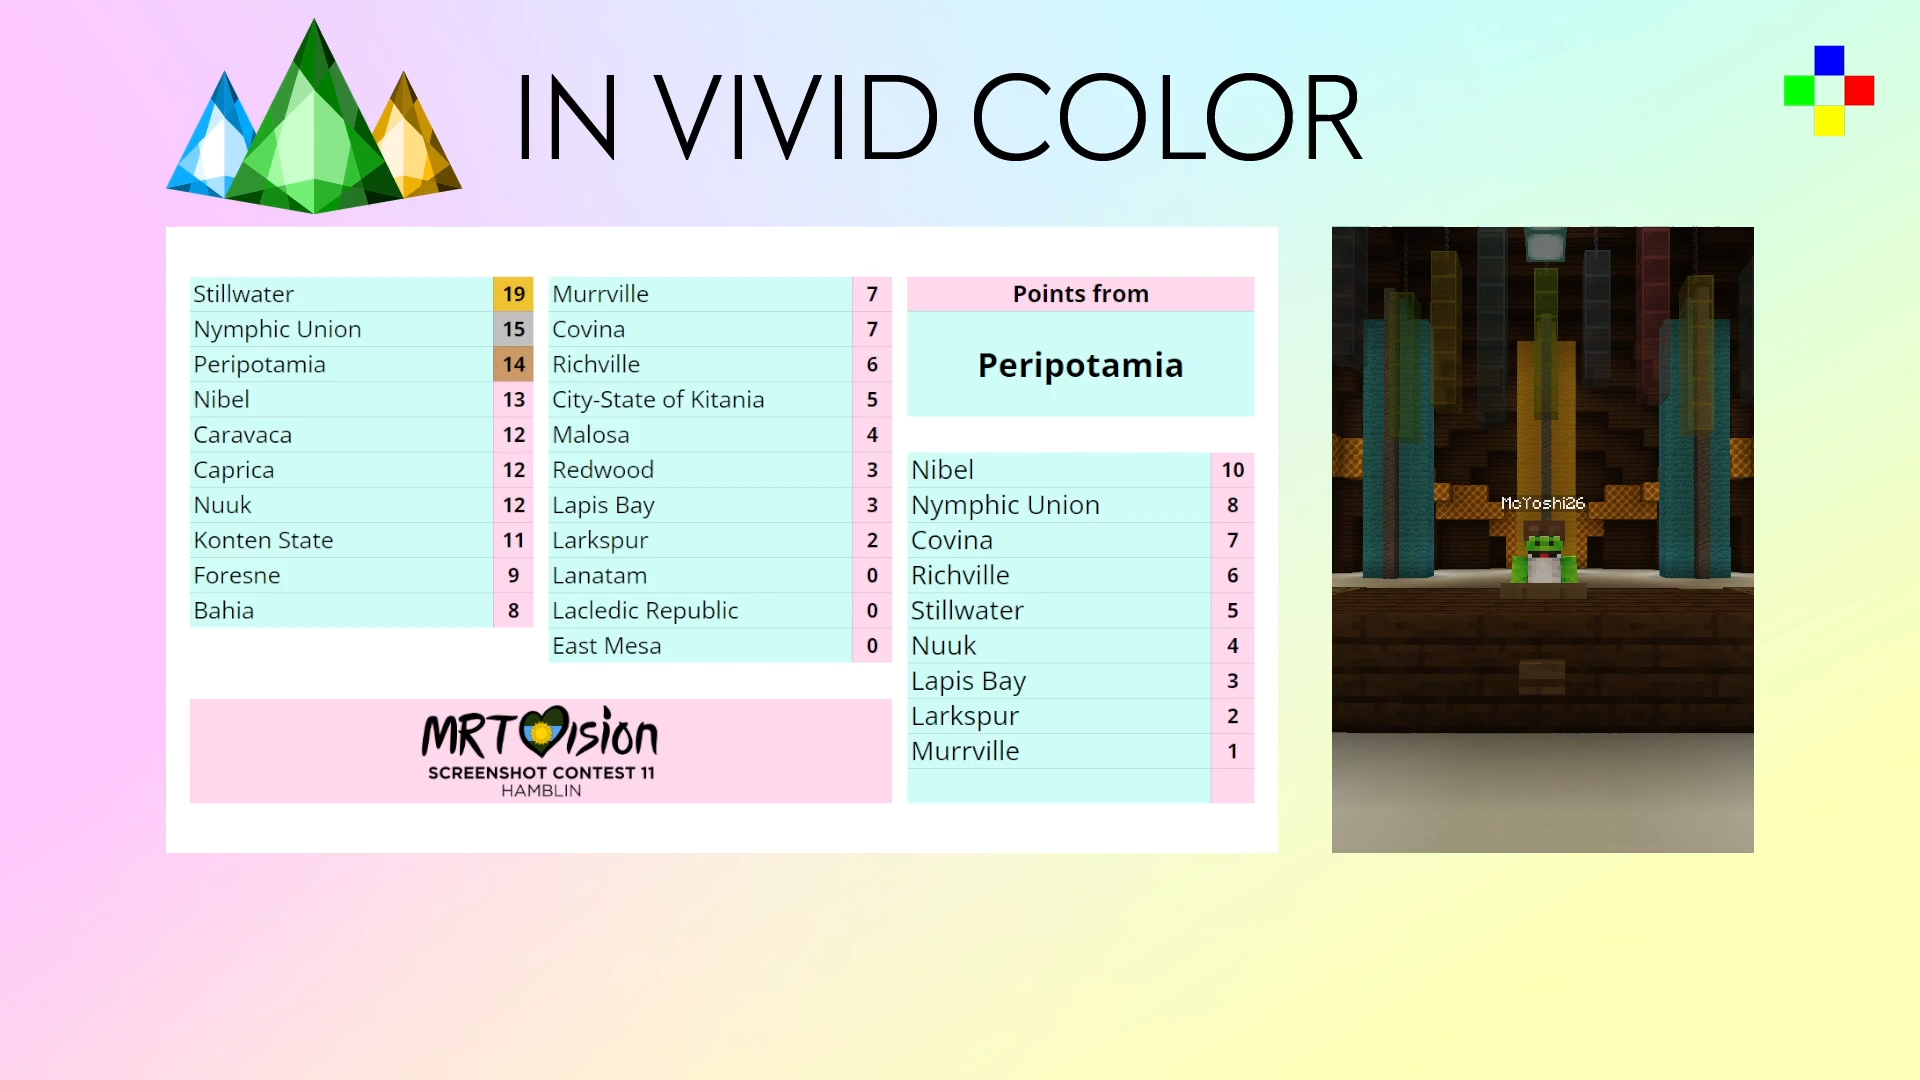 IN VIVID COLOR
Stillwater 19
Nymphic Union 15
Peripotamia 14
Nibel 13
Caravaca 12
Caprica 12
Nuuk 12
Konten State 11
Foresne 9
Bahia 8
Murrville 7
Covina 7
Richville 6
City-State of Kitania 5
Malosa 4
Redwood 3
Lapis Bay 3
Larkspur 2
Lanatam 0
Lacledic Republic 0
East Mesa 0
Points from
Peripotamia
Nibel 10
Nymphic Union 8
Covina 7
Richville 6
Stillwater 5
Nuuk 4
Lapis Bay 3
Larkspur 2
Murrville 1
MRTVision
SCREENSHOT CONTEST 11
HAMBLIN
McYoshi26